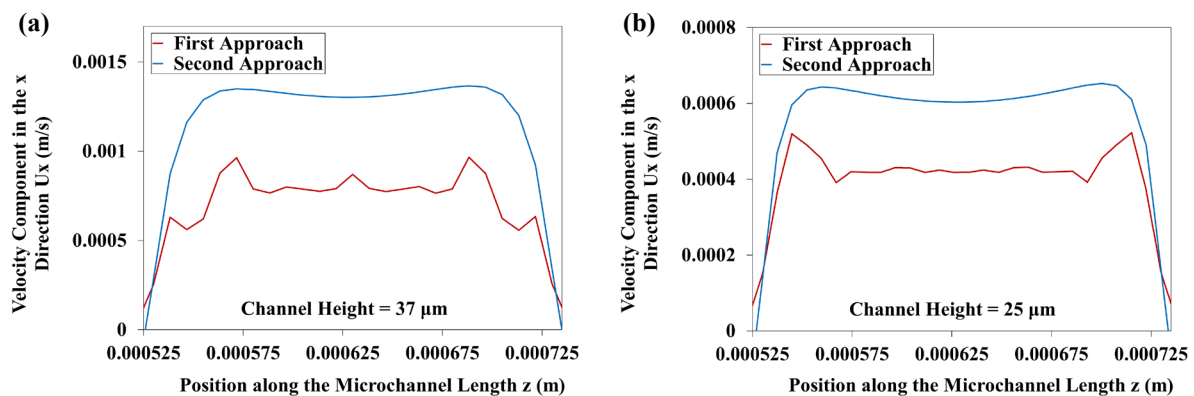 (a)
First Approach
Second Approach
Velocity Component in the x
Direction Ux (m/s)
0.0015
0.001
0.0005
0
Channel Height = 37 μm
0.000525
0.000575
0.000625
0.000675
0.000725
Position along the Microchannel Length z (m)
(b)
First Approach
Second Approach
Velocity Component in the x
Direction Ux (m/s)
0.0008
0.0006
0.0004
0.0002
0
Channel Height = 25 μm
0.000525
0.000575
0.000625
0.000675
0.000725
Position along the Microchannel Length z (m)